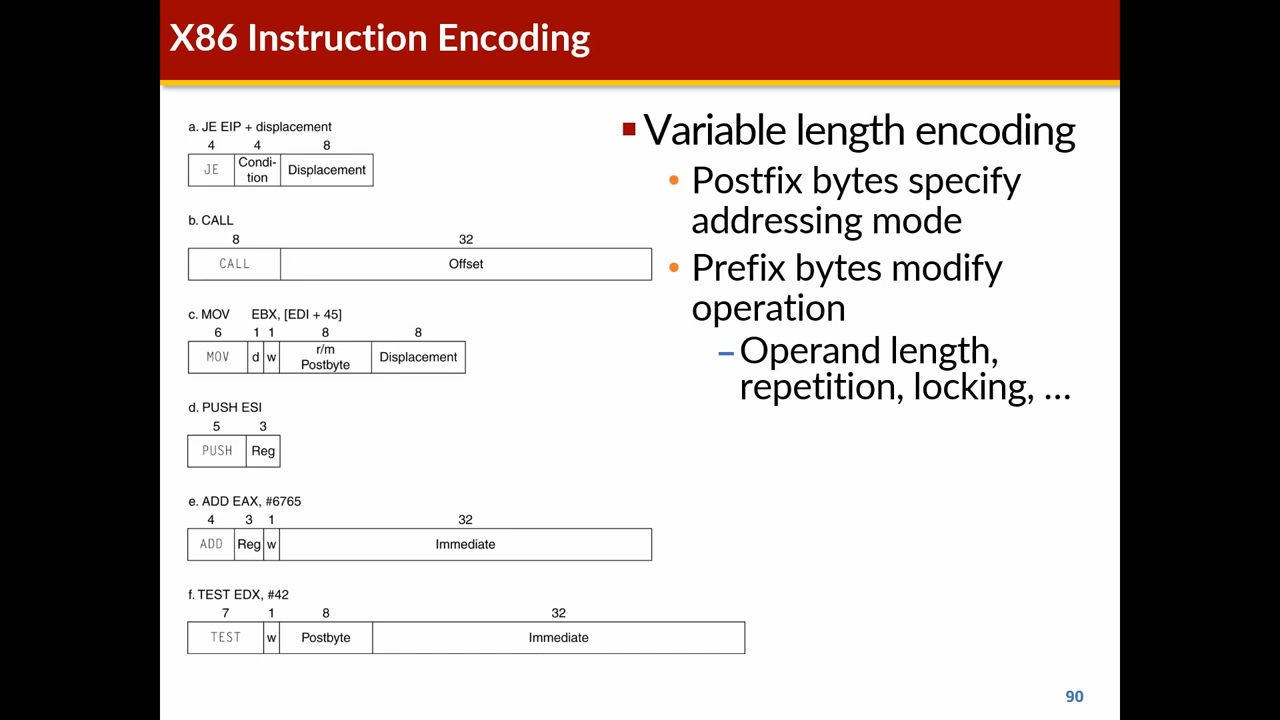 X86 Instruction Encoding
a. JE EIP + displacement
4 4 8
JE Condi-tion Displacement
b. CALL
8 32
CALL Offset
c. MOV EBX, [EDI + 45]
6 1 1 8 8
MOV d w r/m Postbyte Displacement
d. PUSH ESI
5 3
PUSH Reg
e. ADD EAX, #6765
4 3 1 32
ADD Reg w Immediate
f. TEST EDX, #42
7 1 8 32
TEST w Postbyte Immediate
Variable length encoding
Postfix bytes specify
addressing mode
Prefix bytes modify
operation
–Operand length,
repetition, locking, …
90